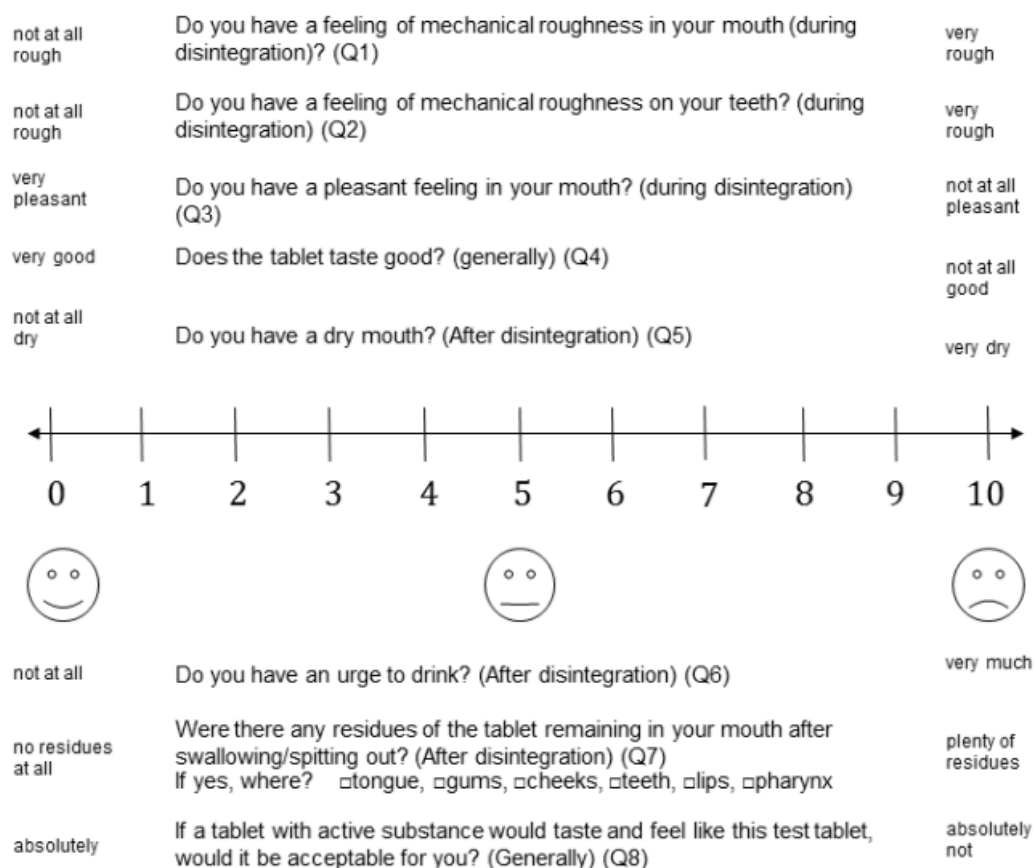 not at all
rough
Do you have a feeling of mechanical roughness in your mouth (during
disintegration)? (Q1)
very
rough
not at all
rough
Do you have a feeling of mechanical roughness on your teeth? (during
disintegration) (Q2)
very
rough
very
pleasant
Do you have a pleasant feeling in your mouth? (during disintegration)
(Q3)
not at all
pleasant
very good
Does the tablet taste good? (generally) (Q4)
not at all
good
not at all
dry
Do you have a dry mouth? (After disintegration) (Q5)
very dry
0 1 2 3 4 5 6 7 8 9 10
not at all
Do you have an urge to drink? (After disintegration) (Q6)
very much
no residues
at all
Were there any residues of the tablet remaining in your mouth after
swallowing/spitting out? (After disintegration) (Q7)
If yes, where? □tongue, □gums, □cheeks, □teeth, □lips, □pharynx
plenty of
residues
absolutely
If a tablet with active substance would taste and feel like this test tablet,
would it be acceptable for you? (Generally) (Q8)
absolutely
not